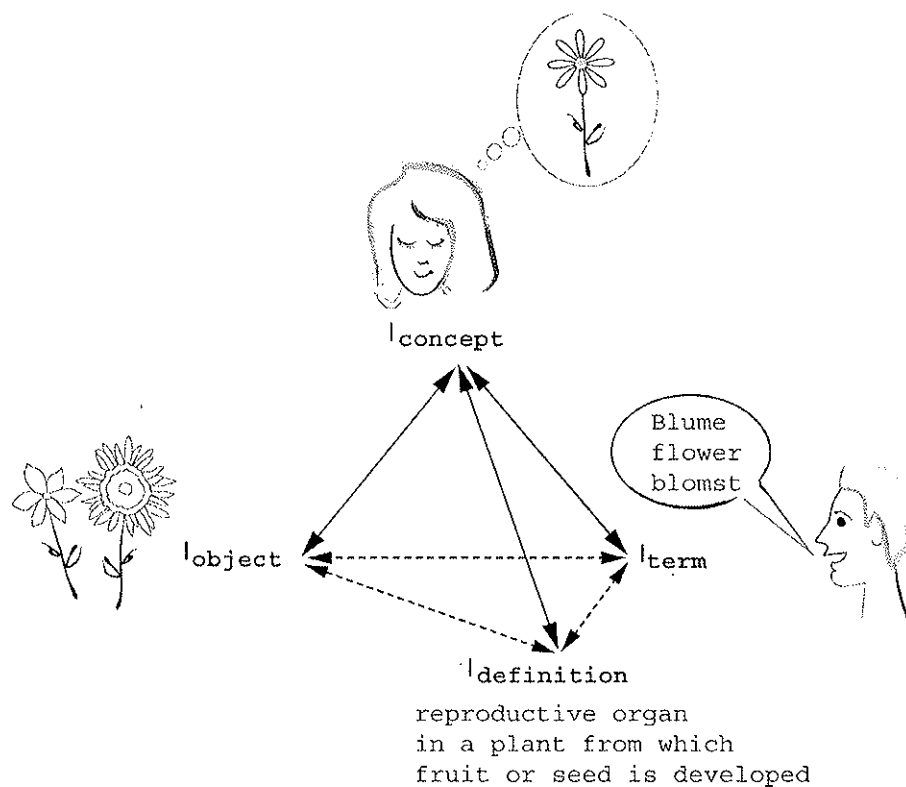 concept
Blume
flower
blomst
object
term
definition
reproductive organ
in a plant from which
fruit or seed is developed